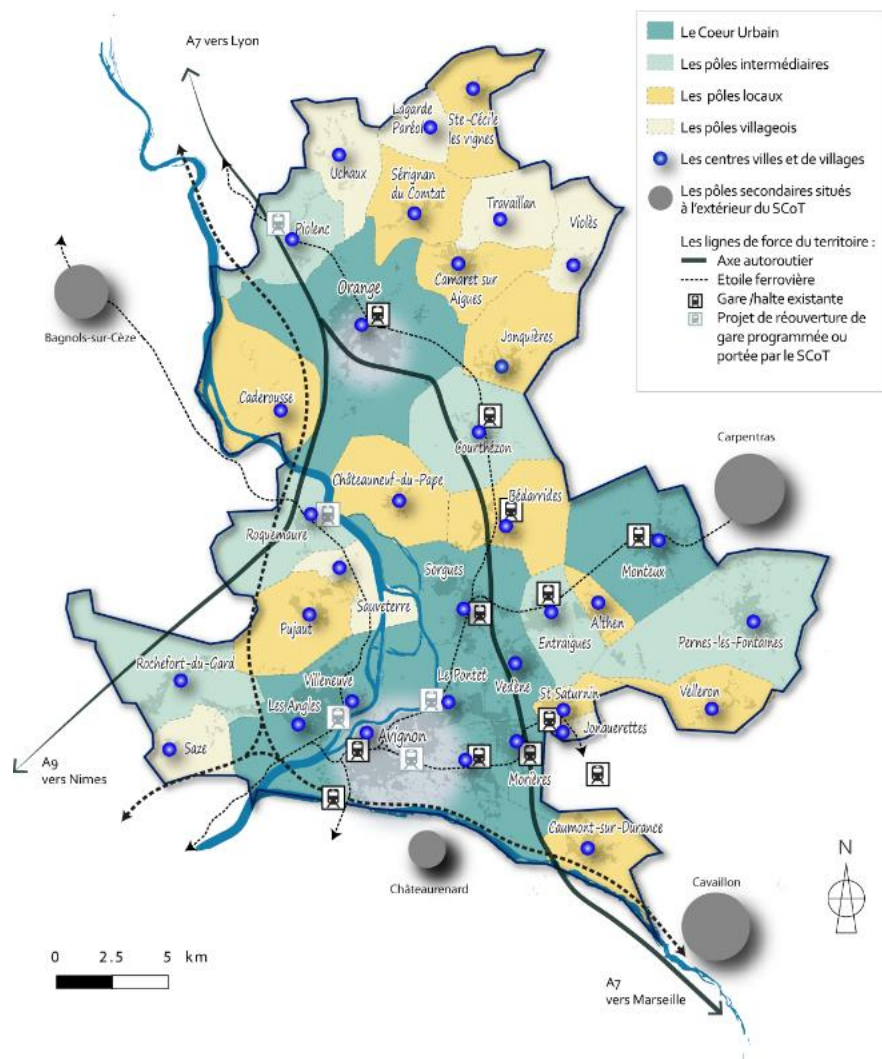 A7 vers Lyon
Le Coeur Urbain
Les pôles intermédiaires
Les pôles locaux
Les pôles villageois
Les centres villes et de villages
Les pôles secondaires situés
à l'extérieur du SCoT
Les lignes de force du territoire :
Axe autoroutier
Etoile ferroviaire
Gare /halte existante
Projet de réouverture de
gare programmée ou
portée par le SCoT
Lagarde
Paréol
Ste-Cécile
les vignes
Uchaux
Sérignan
du Comtat
Travaillan
Violès
Piolenc
Camaret sur
Aigues
Orange
Jonquières
Bagnols-sur-Cèze
Caderousse
Courthézon
Carpentras
Châteauneuf-du-Pape
Bédarrides
Roquemaure
Monteux
Sorgues
Sauveterre
Althen
Entraigues
Pujaut
Pernes-les-Fontaines
Rochefort-du-Gard
Villeneuve
Le Pontet
Vedène
Les Angles
St Saturnin
Velleron
Jonquerettes
Avignon
Saze
Morières
A9
vers Nimes
Caumont-sur-Durance
Châteaurenard
Cavaillon
N
0 2.5 5 km
A7
vers Marseille